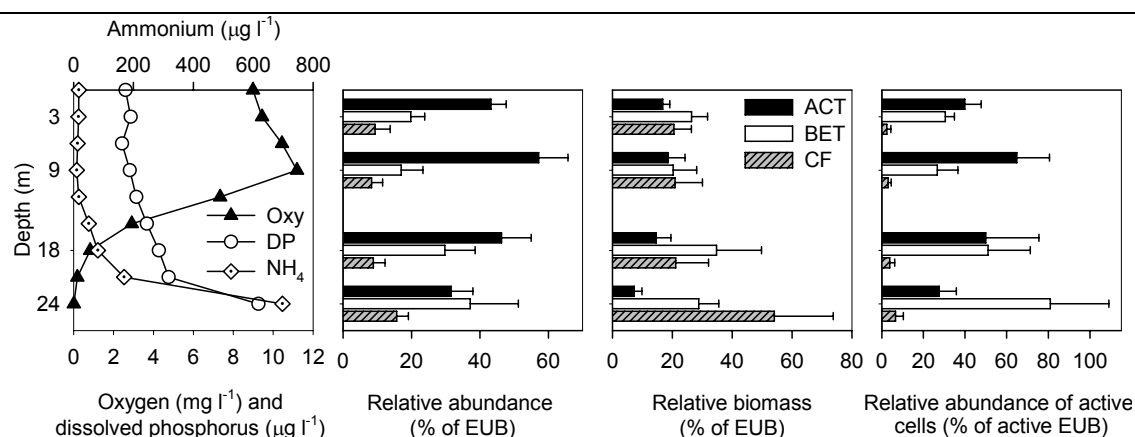 Ammonium (µg l⁻¹)
0 200 400 600 800
Depth (m)
3
9
18
24
Oxy
DP
NH₄
0 2 4 6 8 10 12
Oxygen (mg l⁻¹) and
dissolved phosphorus (µg l⁻¹)
0 20 40 60
Relative abundance
(% of EUB)
ACT
BET
CF
0 20 40 60 80
Relative biomass
(% of EUB)
0 20 40 60 80 100
Relative abundance of active
cells (% of active EUB)